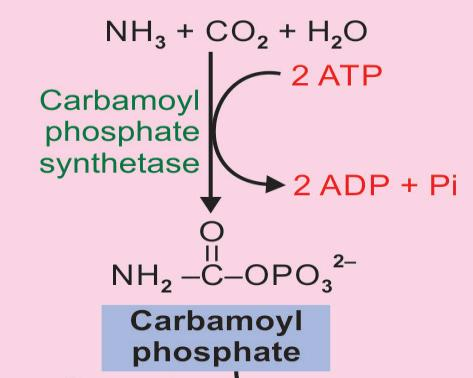 NH₃ + CO₂ + H₂O
2 ATP
Carbamoyl
phosphate
synthetase
2 ADP + Pi
O
NH₂ –C–OPO₃²⁻
Carbamoyl
phosphate